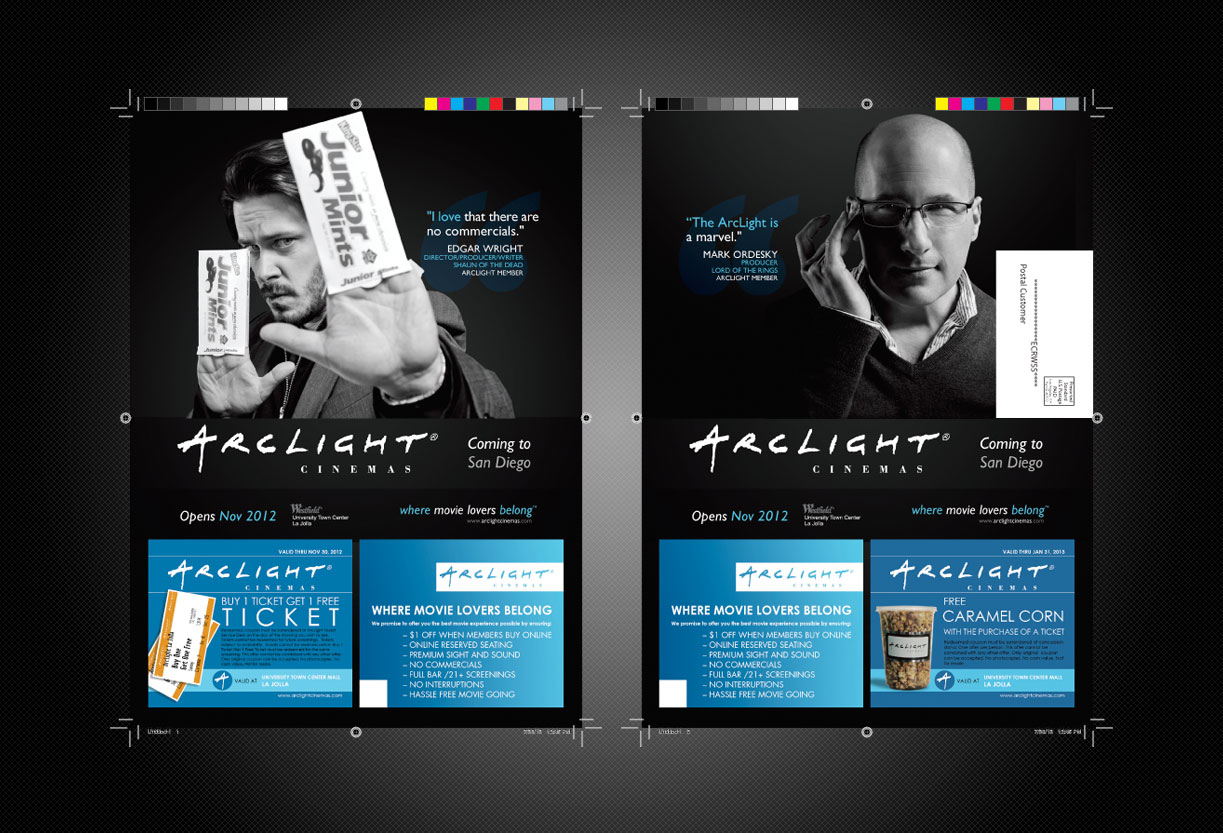 King Size
Junior
Mints
Junior Mints
Junior
Mints
Junior Mints
"I love that there are
no commercials."
EDGAR WRIGHT
DIRECTOR/PRODUCER/WRITER
SHAUN OF THE DEAD
ARCLIGHT MEMBER
ARCLIGHT®
CINEMAS
Coming to
San Diego
Opens Nov 2012
Westfield
University Town Center
La Jolla
where movie lovers belong™
www.arclightcinemas.com
VALID THRU NOV 30, 2012
ARCLIGHT®
CINEMAS
BUY 1 TICKET GET 1 FREE
TICKET
Buy One
Get One Free
VALID AT
UNIVERSITY TOWN CENTER MALL
LA JOLLA
www.arclightcinemas.com
ARCLIGHT®
CINEMAS
WHERE MOVIE LOVERS BELONG
We promise to offer you the best movie experience possible by ensuring:
– $1 OFF WHEN MEMBERS BUY ONLINE
– ONLINE RESERVED SEATING
– PREMIUM SIGHT AND SOUND
– NO COMMERCIALS
– FULL BAR /21+ SCREENINGS
– NO INTERRUPTIONS
– HASSLE FREE MOVIE GOING
“The ArcLight is
a marvel."
MARK ORDESKY
PRODUCER
LORD OF THE RINGS
ARCLIGHT MEMBER
Postal Customer
******************ECRWSS****
Presorted
Standard
U.S. Postage
PAID
ARCLIGHT®
CINEMAS
Coming to
San Diego
Opens Nov 2012
Westfield
University Town Center
La Jolla
where movie lovers belong™
www.arclightcinemas.com
ARCLIGHT®
CINEMAS
WHERE MOVIE LOVERS BELONG
We promise to offer you the best movie experience possible by ensuring:
– $1 OFF WHEN MEMBERS BUY ONLINE
– ONLINE RESERVED SEATING
– PREMIUM SIGHT AND SOUND
– NO COMMERCIALS
– FULL BAR /21+ SCREENINGS
– NO INTERRUPTIONS
– HASSLE FREE MOVIE GOING
VALID THRU JAN 31, 2013
ARCLIGHT®
CINEMAS
FREE
CARAMEL CORN
WITH THE PURCHASE OF A TICKET
ARCLIGHT
VALID AT
UNIVERSITY TOWN CENTER MALL
LA JOLLA
www.arclightcinemas.com